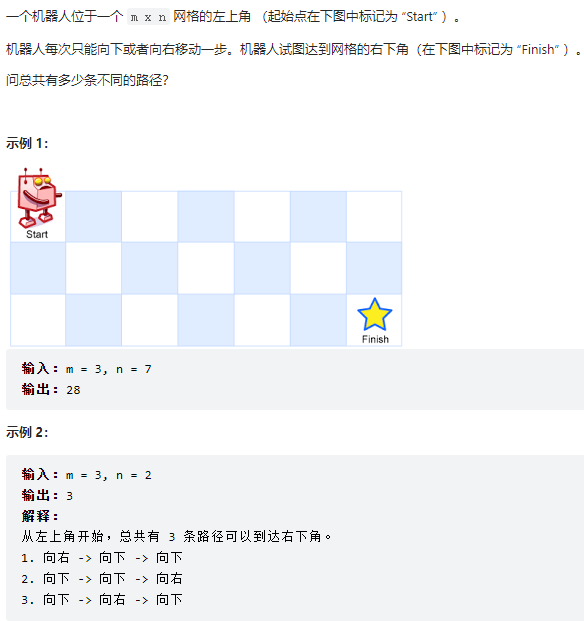 一个机器人位于一个 m x n 网格的左上角 （起始点在下图中标记为 “Start” ）。
机器人每次只能向下或者向右移动一步。机器人试图达到网格的右下角（在下图中标记为 “Finish” ）。
问总共有多少条不同的路径？
示例 1：
Start
Finish
输入：m = 3, n = 7
输出：28
示例 2：
输入：m = 3, n = 2
输出：3
解释：
从左上角开始，总共有 3 条路径可以到达右下角。
1. 向右 -> 向下 -> 向下
2. 向下 -> 向下 -> 向右
3. 向下 -> 向右 -> 向下